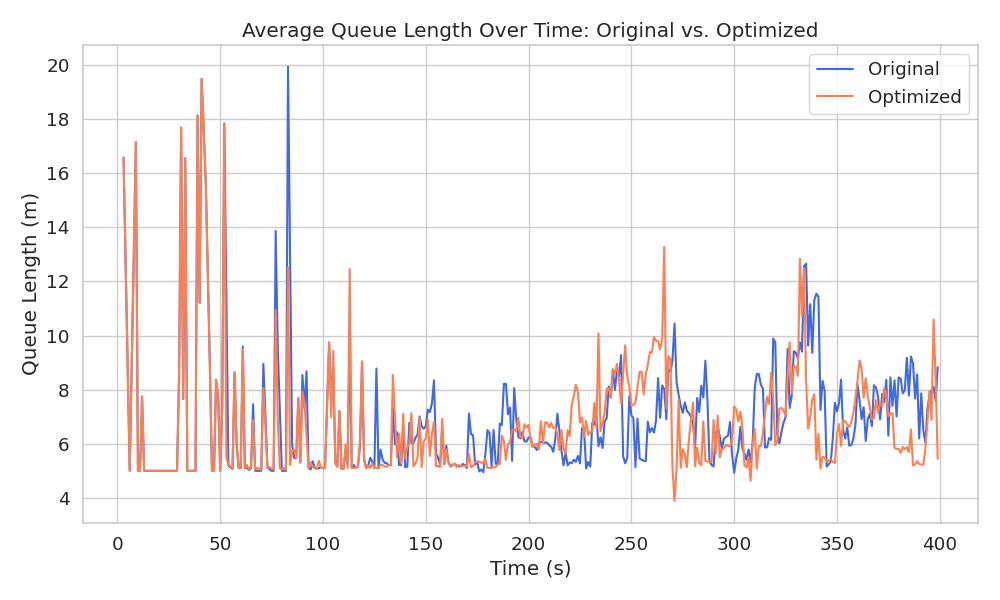 Average Queue Length Over Time: Original vs. Optimized
Original
Optimized
Queue Length (m)
20
18
16
14
12
10
8
6
4
0 50 100 150 200 250 300 350 400
Time (s)